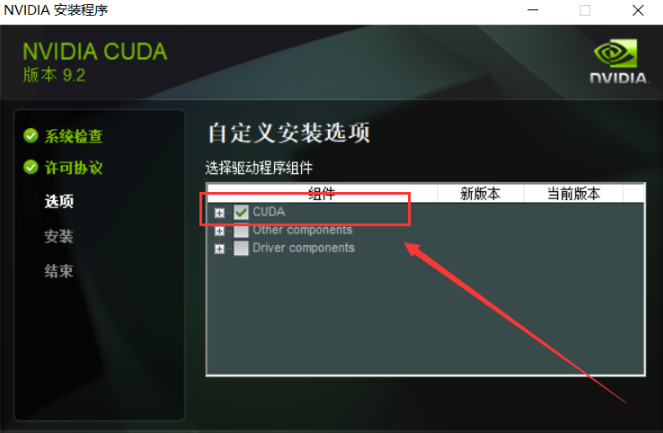 NVIDIA 安装程序
NVIDIA CUDA
版本 9.2
NVIDIA.
系统检查
许可协议
选项
安装
结束
自定义安装选项
选择驱动程序组件
组件 新版本 当前版本
CUDA
Other components
Driver components